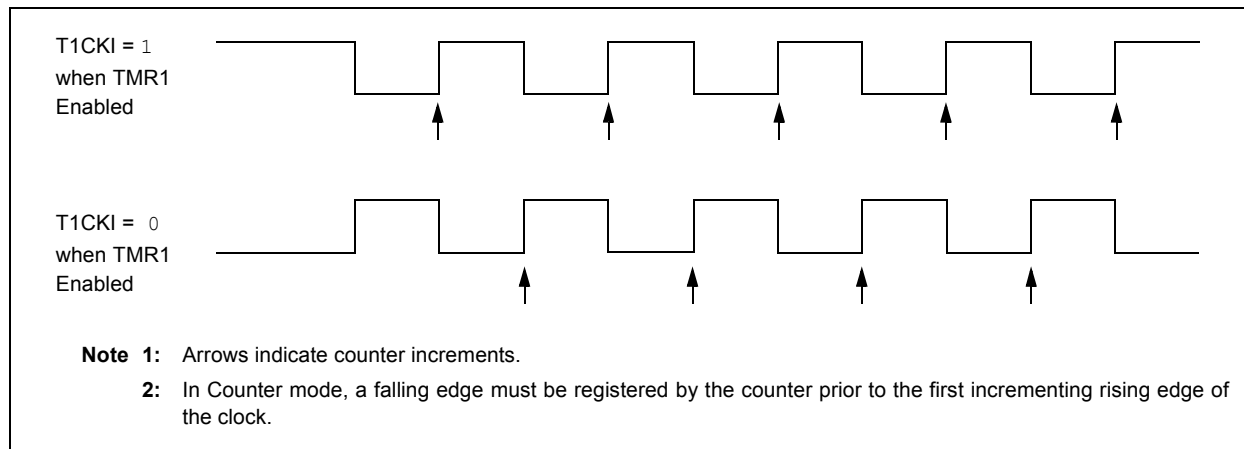 T1CKI = 1
when TMR1
Enabled
T1CKI = 0
when TMR1
Enabled
Note 1: Arrows indicate counter increments.
2: In Counter mode, a falling edge must be registered by the counter prior to the first incrementing rising edge of
the clock.